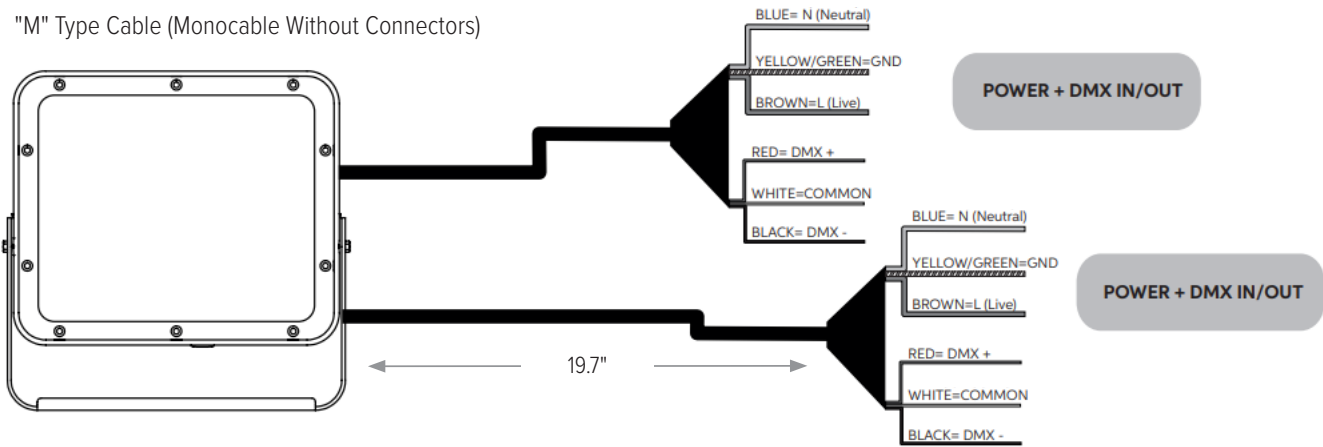 "M" Type Cable (Monocable Without Connectors)
BLUE= N (Neutral)
YELLOW/GREEN=GND
BROWN=L (Live)
RED= DMX +
WHITE=COMMON
BLACK= DMX -
POWER + DMX IN/OUT
BLUE= N (Neutral)
YELLOW/GREEN=GND
BROWN=L (Live)
RED= DMX +
WHITE=COMMON
BLACK= DMX -
POWER + DMX IN/OUT
19.7"